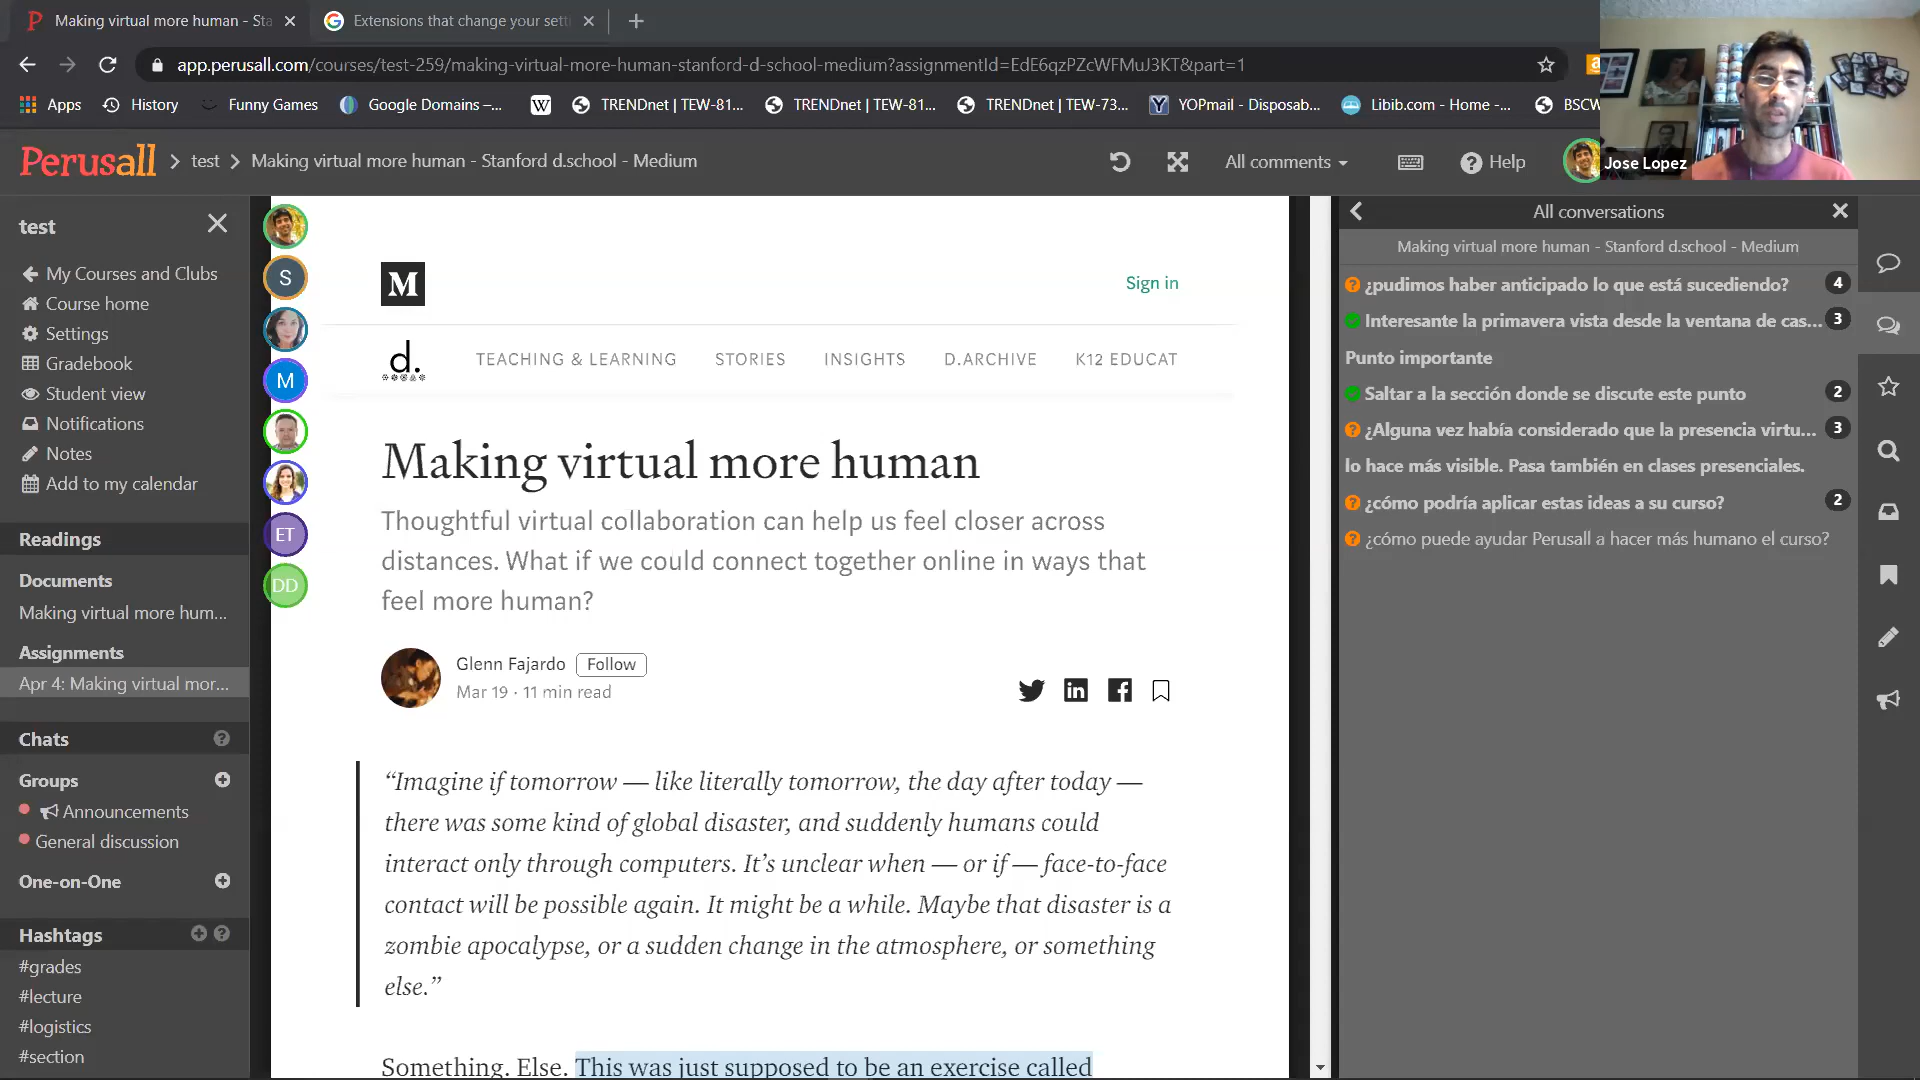 Making virtual more human - Sta
Extensions that change your sett
app.perusall.com/courses/test-259/making-virtual-more-human-stanford-d-school-medium?assignmentId=EdE6qzPZcWFMuJ3KT&part=1
Apps
History
Funny Games
Google Domains –...
W
TRENDnet | TEW-81...
TRENDnet | TEW-81...
TRENDnet | TEW-73...
YOPmail - Disposab...
Libib.com - Home -...
BSCW
Jose Lopez
Perusall
test
Making virtual more human - Stanford d.school - Medium
All comments
Help
test
My Courses and Clubs
Course home
Settings
Gradebook
Student view
Notifications
Notes
Add to my calendar
Readings
Documents
Making virtual more hum...
Assignments
Apr 4: Making virtual mor...
Chats
Groups
Announcements
General discussion
One-on-One
Hashtags
#grades
#lecture
#logistics
#section
S
M
ET
DD
M
Sign in
d.
TEACHING & LEARNING
STORIES
INSIGHTS
D.ARCHIVE
K12 EDUCAT
Making virtual more human
Thoughtful virtual collaboration can help us feel closer across
distances. What if we could connect together online in ways that
feel more human?
Glenn Fajardo
Follow
Mar 19 · 11 min read
“Imagine if tomorrow — like literally tomorrow, the day after today —
there was some kind of global disaster, and suddenly humans could
interact only through computers. It’s unclear when — or if — face-to-face
contact will be possible again. It might be a while. Maybe that disaster is a
zombie apocalypse, or a sudden change in the atmosphere, or something
else.”
Something. Else. This was just supposed to be an exercise called
All conversations
Making virtual more human - Stanford d.school - Medium
¿pudimos haber anticipado lo que está sucediendo? 4
Interesante la primavera vista desde la ventana de cas... 3
Punto importante
Saltar a la sección donde se discute este punto 2
¿Alguna vez había considerado que la presencia virtu... 3
lo hace más visible. Pasa también en clases presenciales.
¿cómo podría aplicar estas ideas a su curso? 2
¿cómo puede ayudar Perusall a hacer más humano el curso?